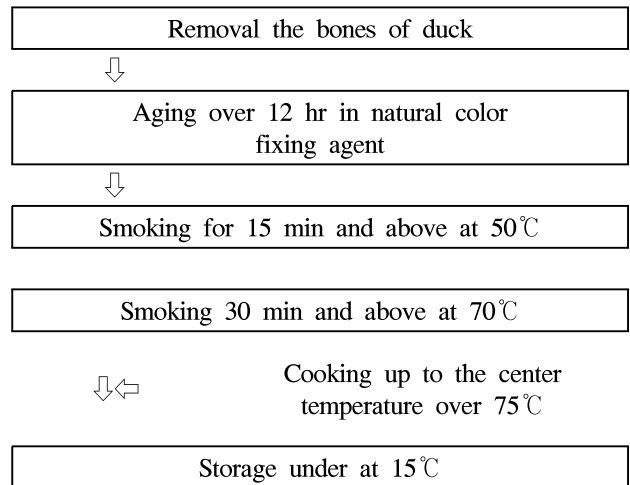 Removal the bones of duck
Aging over 12 hr in natural color
fixing agent
Smoking for 15 min and above at 50℃
Smoking 30 min and above at 70℃
Cooking up to the center
temperature over 75℃
Storage under at 15℃